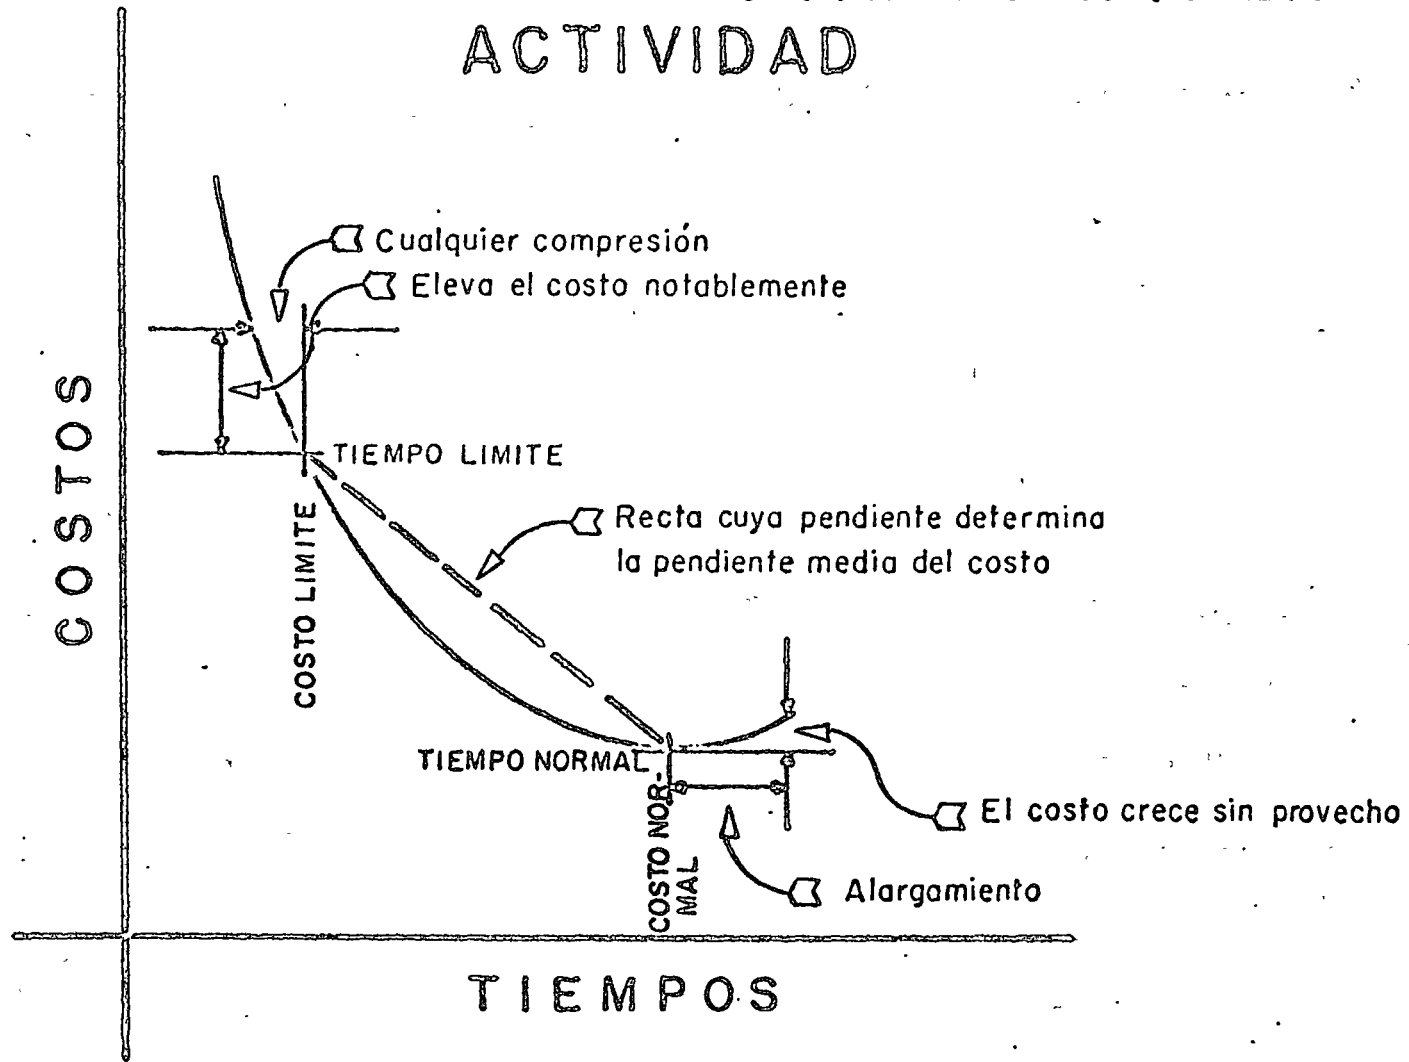 ACTIVIDAD
Cualquier compresión
Eleva el costo notablemente
TIEMPO LIMITE
COSTO LIMITE
Recta cuya pendiente determina
la pendiente media del costo
COSTOS
TIEMPO NORMAL
COSTO NOR-
MAL
El costo crece sin provecho
Alargamiento
TIEMPOS